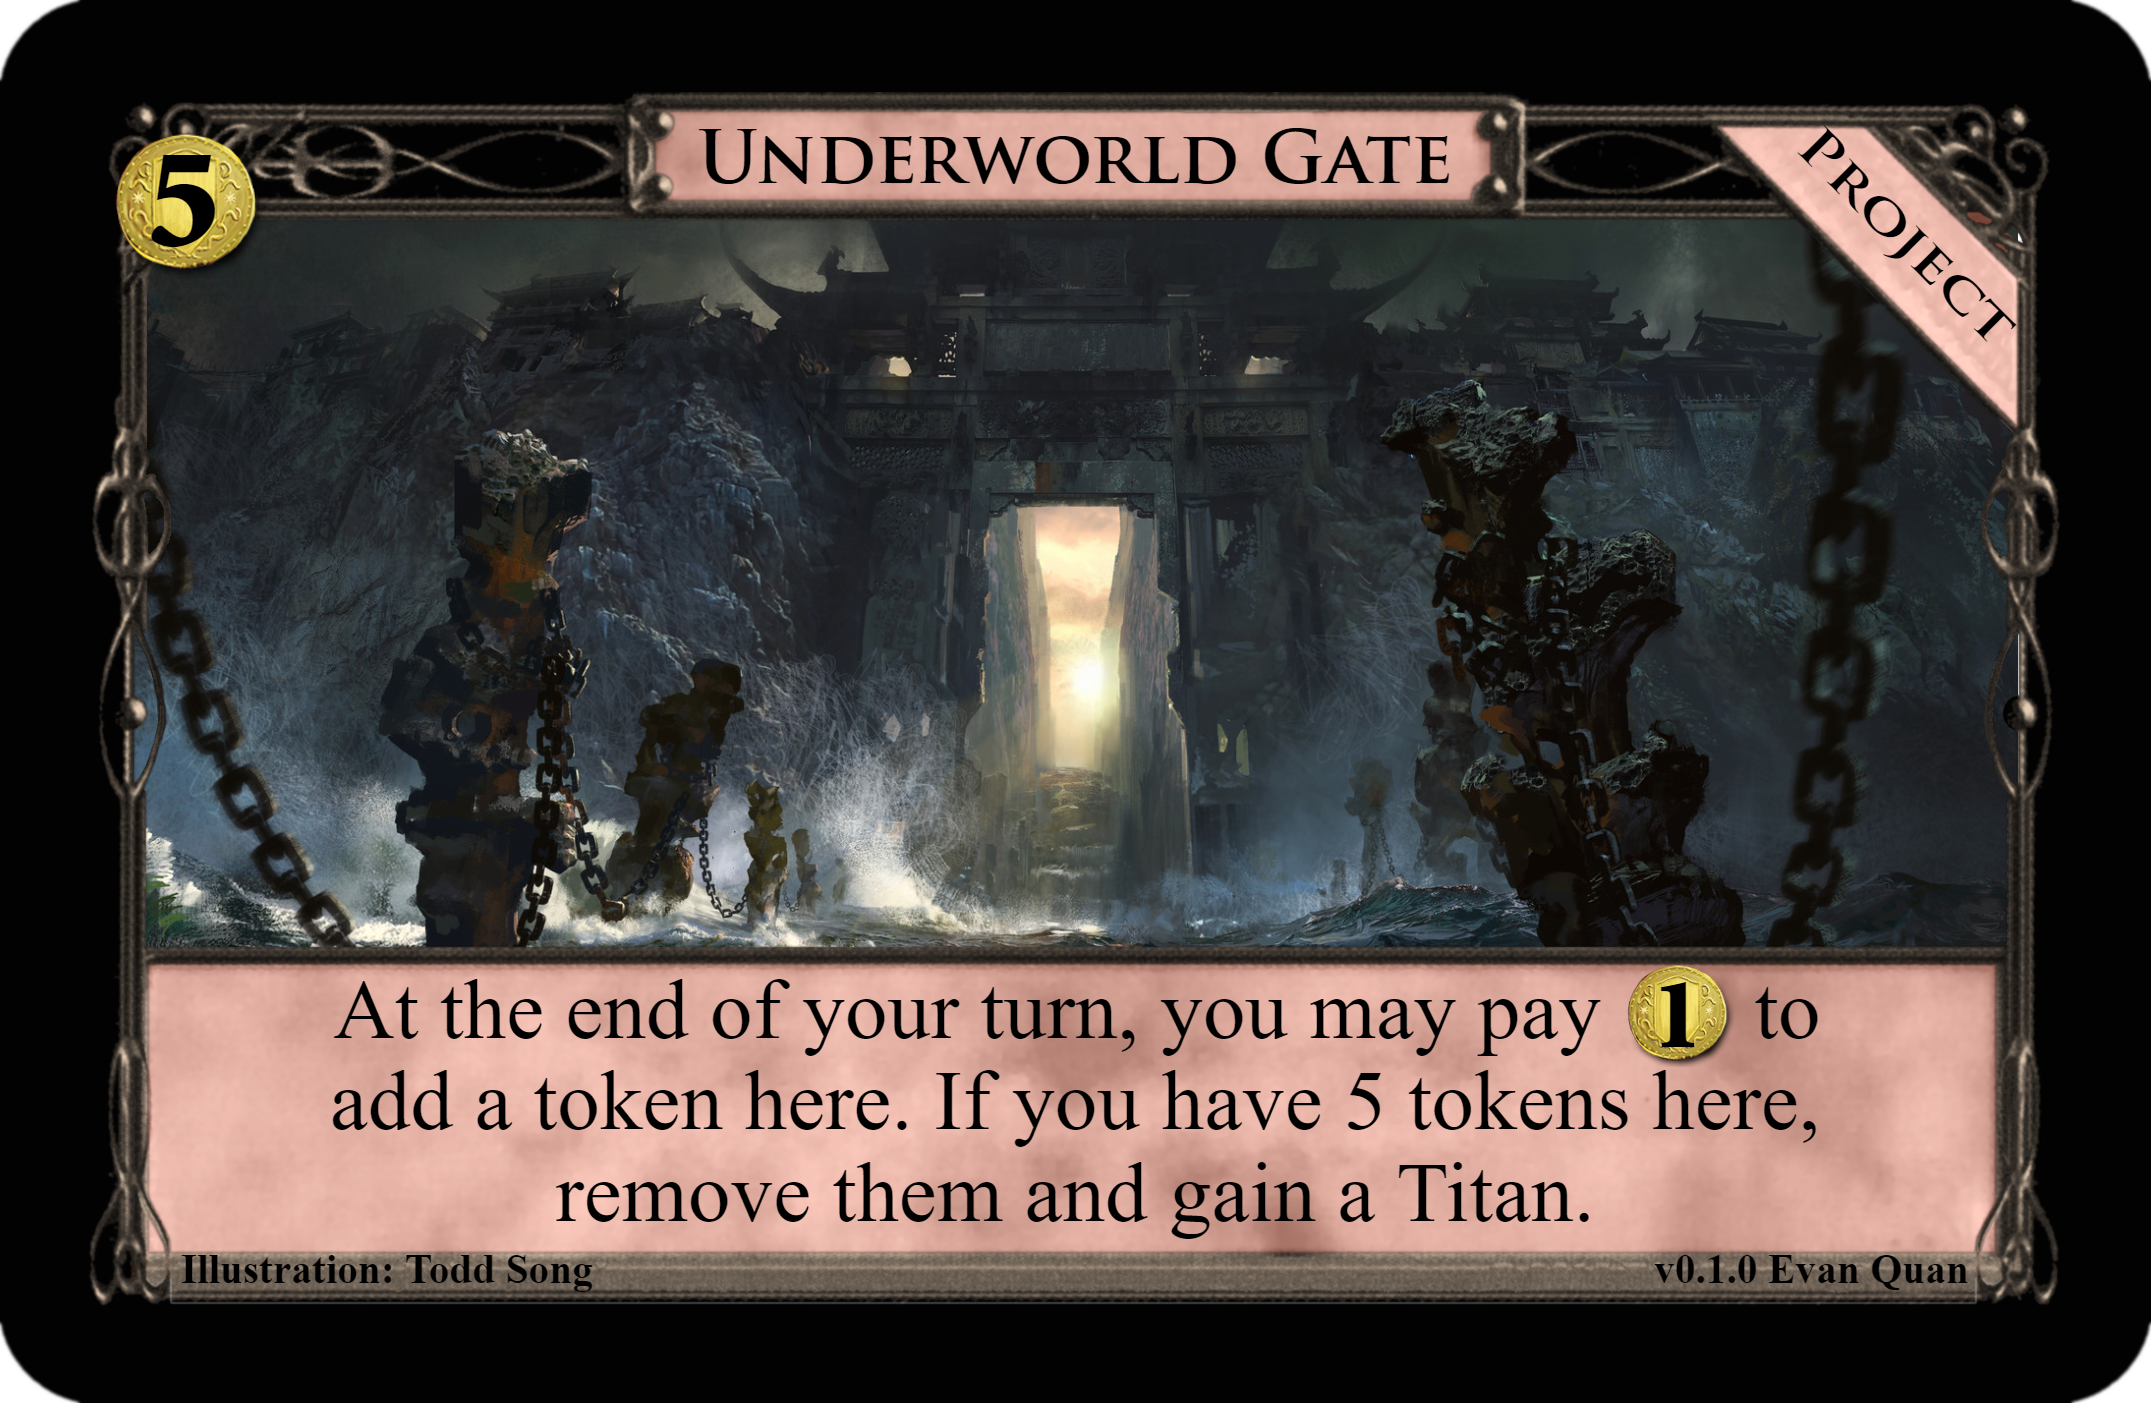 5
UNDERWORLD GATE
PROJECT
At the end of your turn, you may pay 1 to
add a token here. If you have 5 tokens here,
remove them and gain a Titan.
Illustration: Todd Song
v0.1.0 Evan Quan